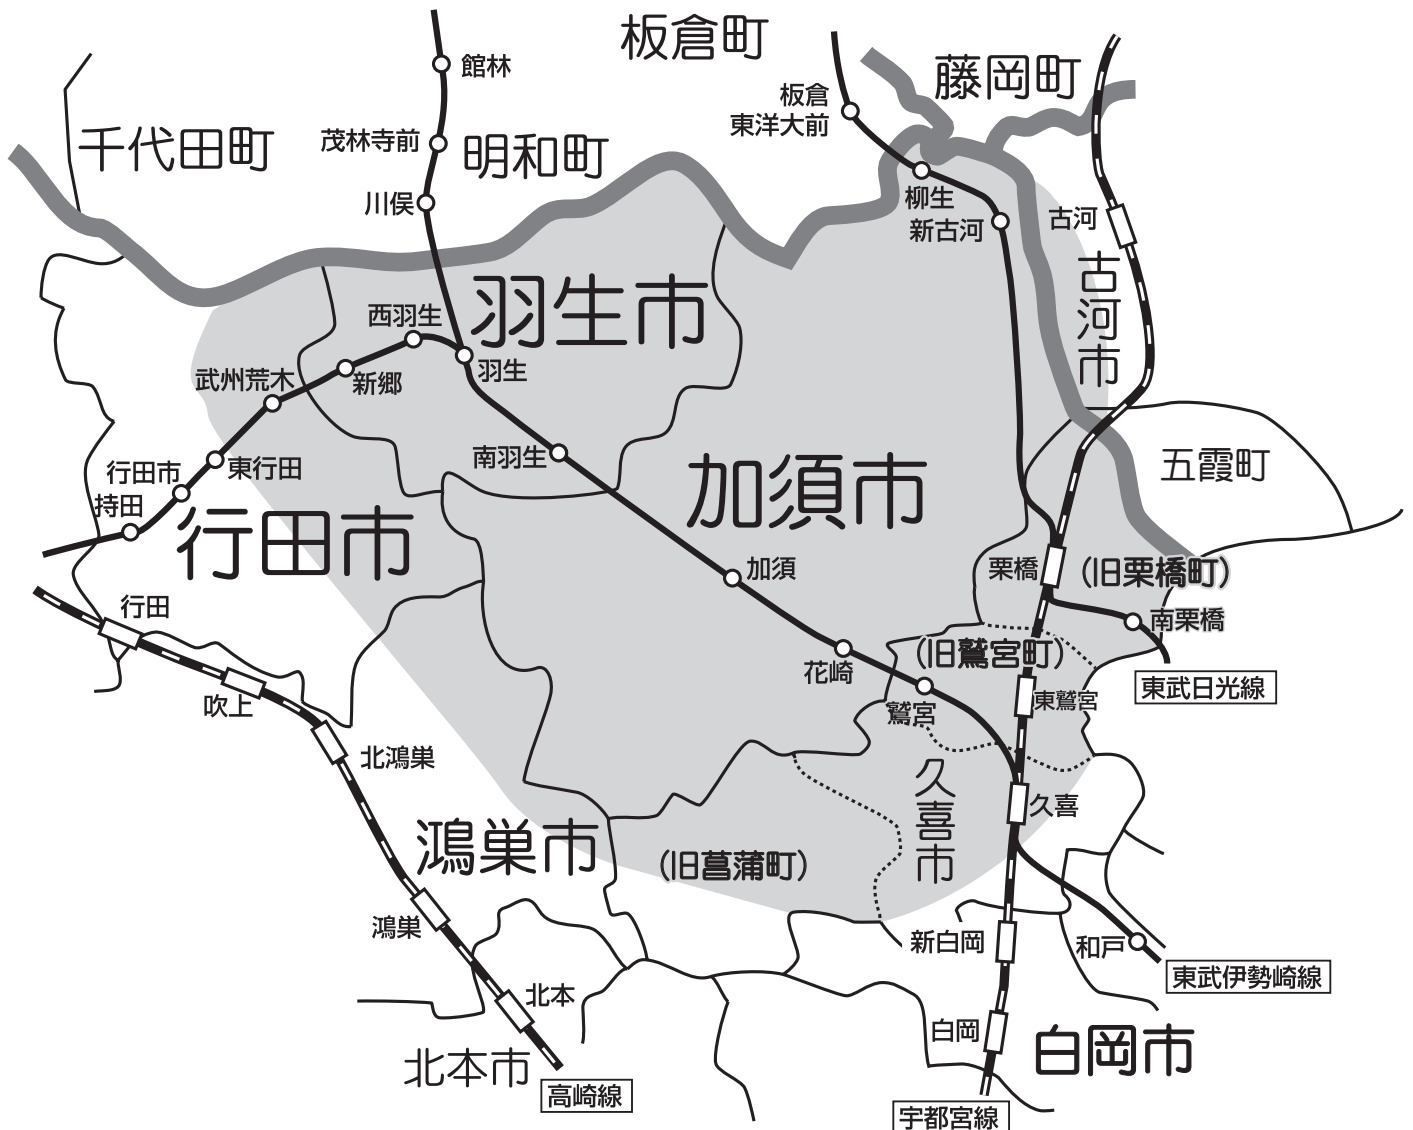 板倉町
藤岡町
館林
板倉
東洋大前
千代田町
茂林寺前
明和町
川俣
柳生
新古河
古河
古河市
羽生市
西羽生
羽生
武州荒木
新郷
南羽生
行田市
東行田
持田
加須市
五霞町
行田市
加須
栗橋
(旧栗橋町)
行田
南栗橋
(旧鷲宮町)
花崎
東武日光線
吹上
鷲宮
東鷲宮
北鴻巣
久喜市
久喜
鴻巣市
(旧菖蒲町)
鴻巣
新白岡
和戸
東武伊勢崎線
北本
白岡
白岡市
北本市
高崎線
宇都宮線